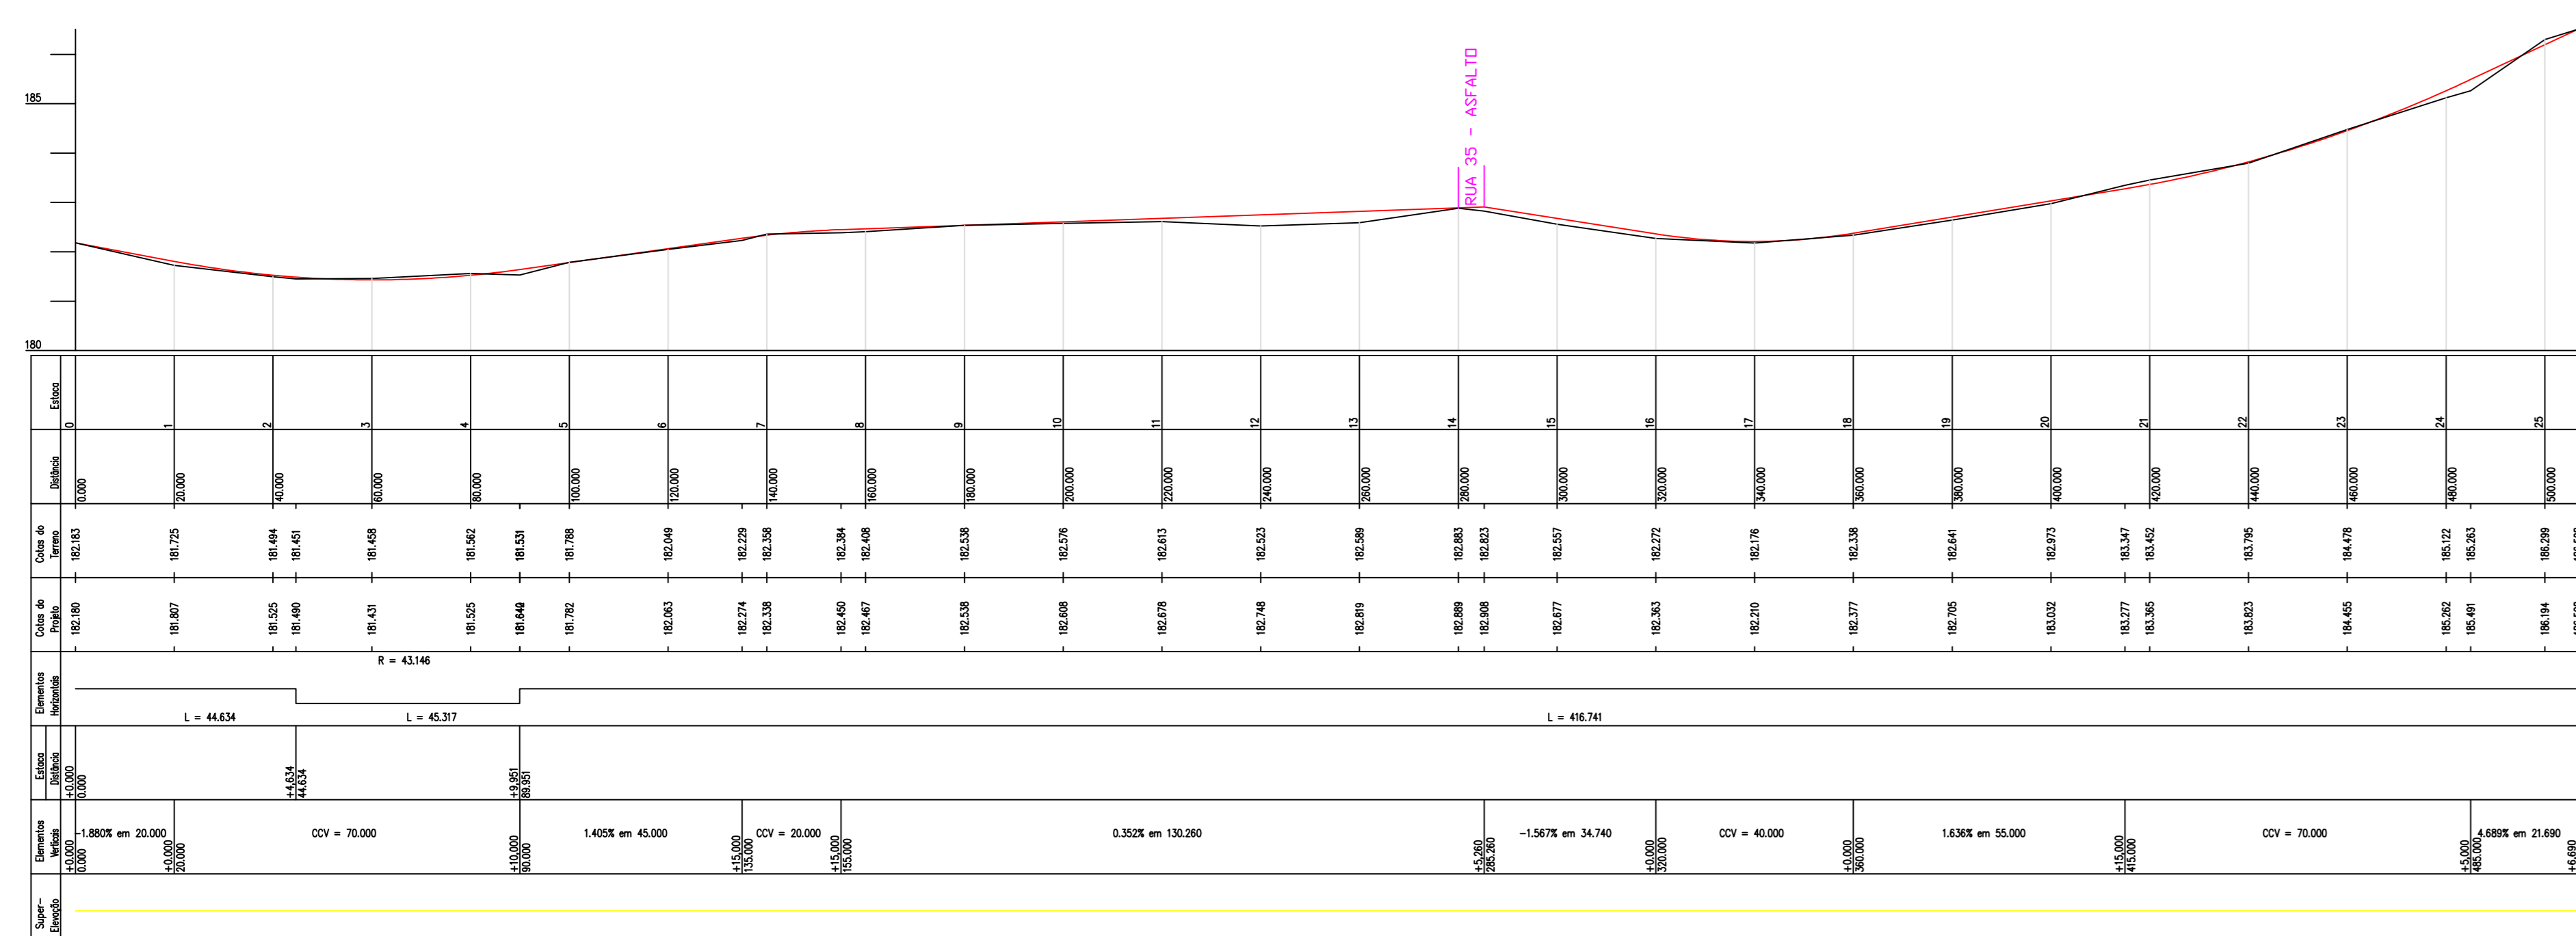 RUA 35 - ASFALTO
185
180
Estaca
0 1 2 3 4 5 6 7 8 9 10 11 12 13 14 15 16 17 18 19 20 21 22 23 24 25
Distância
0.000 20.000 40.000 60.000 80.000 100.000 120.000 140.000 160.000 180.000 200.000 220.000 240.000 260.000 280.000 300.000 320.000 340.000 360.000 380.000 400.000 420.000 440.000 460.000 480.000 500.000
Cotas do
Terreno
182.183 181.725 181.494 181.451 181.458 181.562 181.531 181.788 182.049 182.229 182.358 182.384 182.408 182.538 182.576 182.613 182.523 182.589 182.883 182.823 182.557 182.272 182.176 182.338 182.641 182.973 183.347 183.452 183.795 184.478 185.122 185.263 186.299
Cotas do
Projeto
182.180 181.807 181.525 181.490 181.431 181.525 181.782 182.063 182.274 182.338 182.450 182.467 182.538 182.608 182.678 182.748 182.819 182.889 182.908 182.677 182.363 182.210 182.377 182.705 183.032 183.277 183.365 183.823 184.455 185.262 185.491 186.194
Elementos
Horizontais
R = 43.146
L = 44.634 L = 45.317 L = 416.741
Estaca
Distância
+0.000 +4,634 +9,951
0.000 44.634 89.951
Elementos
Verticais
-1.880% em 20.000 CCV = 70.000 1.405% em 45.000 CCV = 20.000 0.352% em 130.260 -1.567% em 34.740 CCV = 40.000 1.636% em 55.000 CCV = 70.000 4.689% em 21.690
+0.000 +0.000 +10,000 +15,000 +15,000 +5,260 +0.000 +0.000 +15,000 +5,000 +6,690
0.000 20.000 90.000 135.000 155.000 285.260 320.000 360.000 415.000 485.000
Super-
Elevação